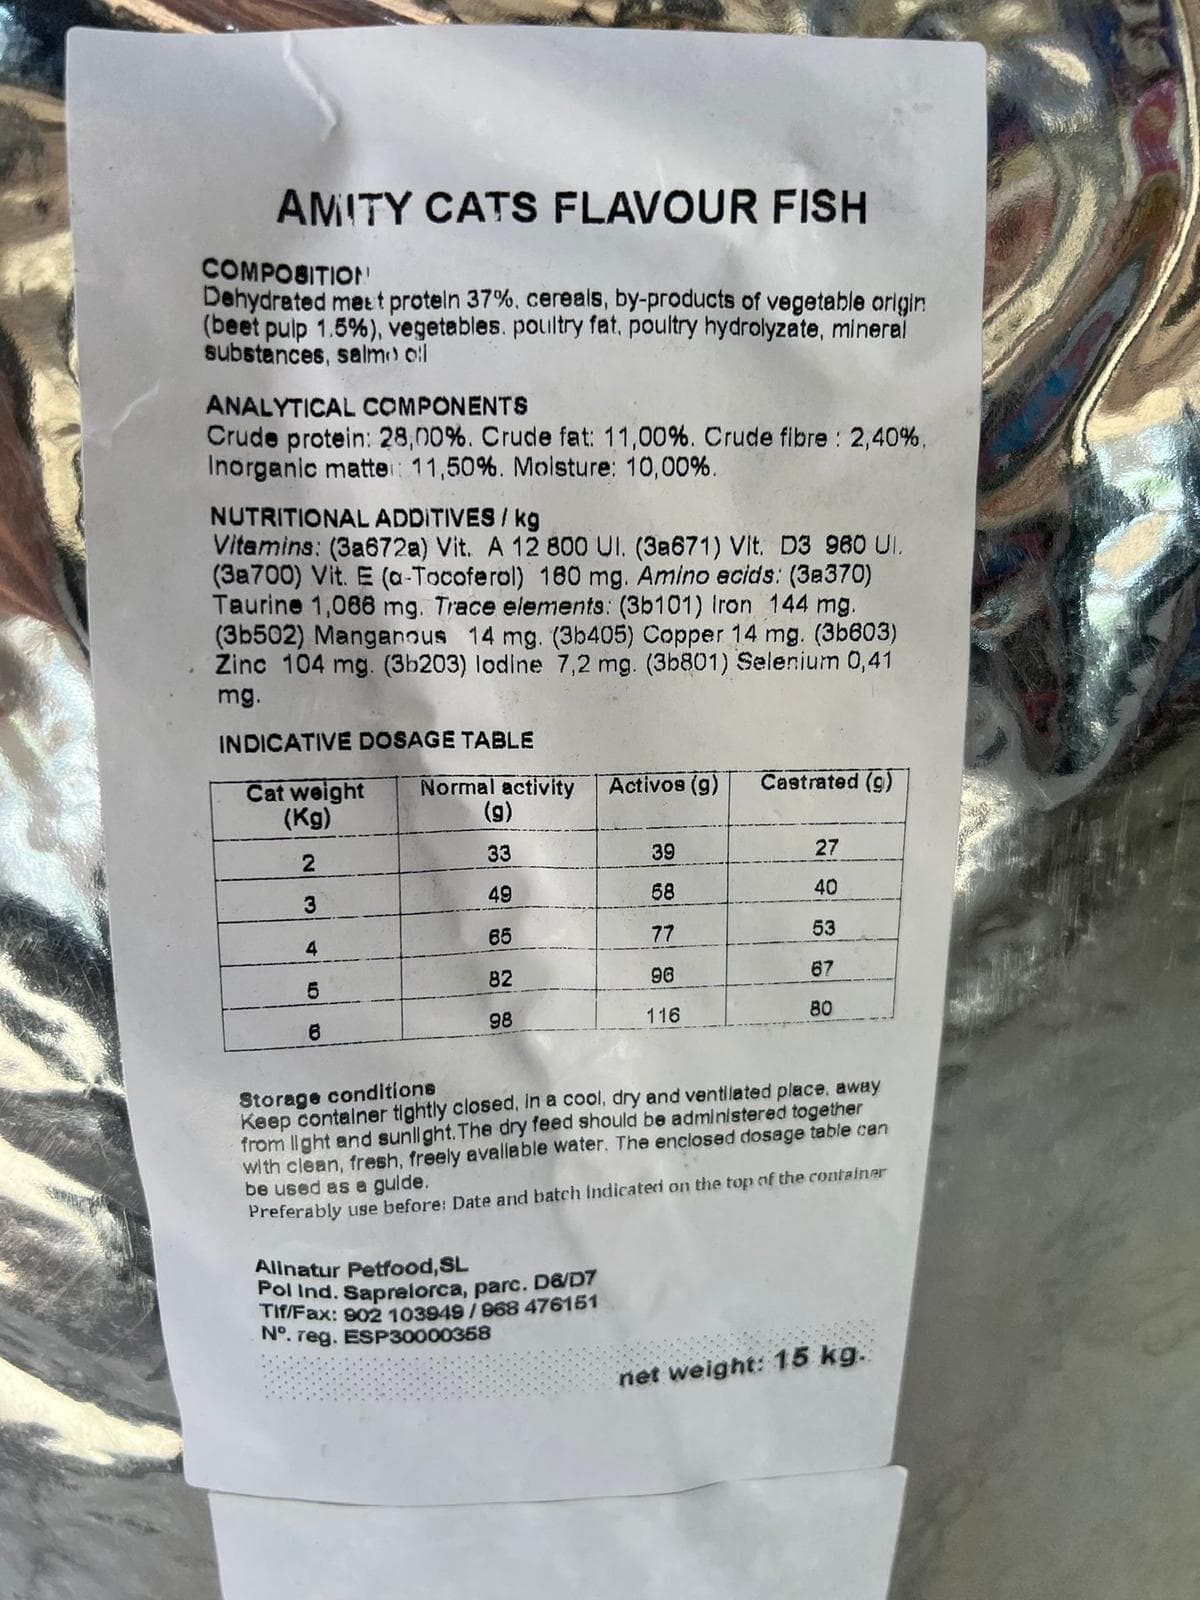 AMITY CATS FLAVOUR FISH
COMPOSITION
Dehydrated meat protein 37%, cereals, by-products of vegetable origin
(beet pulp 1.5%), vegetables, poultry fat, poultry hydrolyzate, mineral
substances, salmo oil
ANALYTICAL COMPONENTS
Crude protein: 28,00%. Crude fat: 11,00%. Crude fibre : 2,40%.
Inorganic matter: 11,50%. Moisture: 10,00%.
NUTRITIONAL ADDITIVES / kg
Vitamins: (3a672a) Vit. A 12 800 UI. (3a671) Vit. D3 960 UI.
(3a700) Vit. E (α-Tocoferol) 160 mg. Amino acids: (3a370)
Taurine 1,066 mg. Trace elements: (3b101) Iron 144 mg.
(3b502) Manganous 14 mg. (3b405) Copper 14 mg. (3b603)
Zinc 104 mg. (3b203) Iodine 7,2 mg. (3b801) Selenium 0,41
mg.
INDICATIVE DOSAGE TABLE
Cat weight (Kg) Normal activity (g) Activos (g) Castrated (g)
2 33 39 27
3 49 58 40
4 65 77 53
5 82 96 67
6 98 116 80
Storage conditions
Keep container tightly closed, in a cool, dry and ventilated place, away
from light and sunlight.The dry feed should be administered together
with clean, fresh, freely available water. The enclosed dosage table can
be used as a guide.
Preferably use before: Date and batch indicated on the top of the container
Alinatur Petfood,SL
Pol Ind. Saprelorca, parc. D6/D7
Tlf/Fax: 902 103949 / 968 476151
Nº. reg. ESP30000358
net weight: 15 kg.